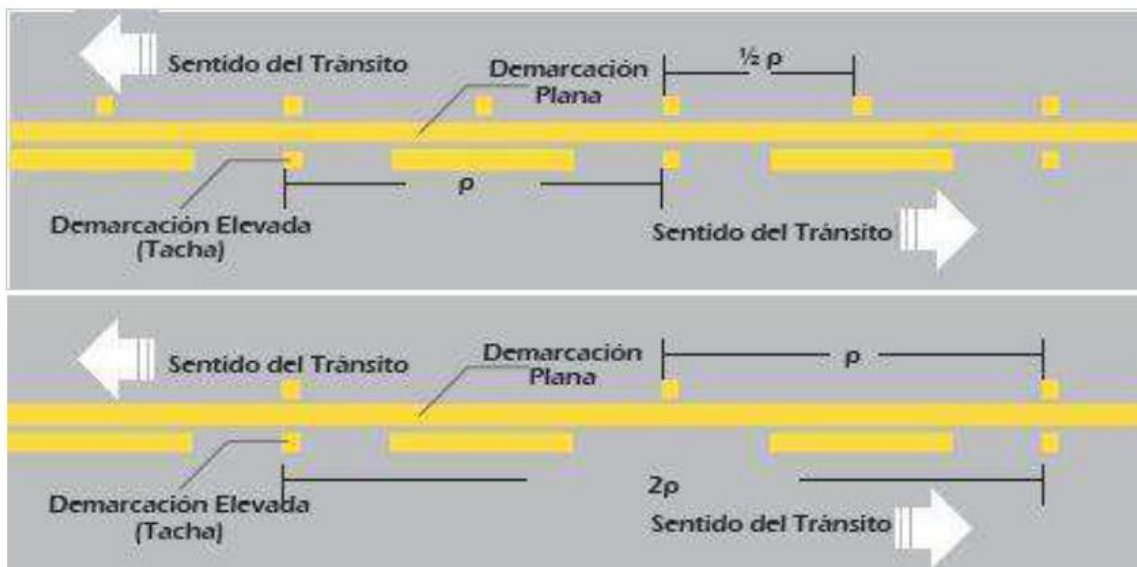 Sentido del Tránsito
Demarcación
Plana
½ ρ
ρ
Demarcación Elevada
(Tacha)
Sentido del Tránsito
Sentido del Tránsito
Demarcación
Plana
ρ
Demarcación Elevada
(Tacha)
2ρ
Sentido del Tránsito